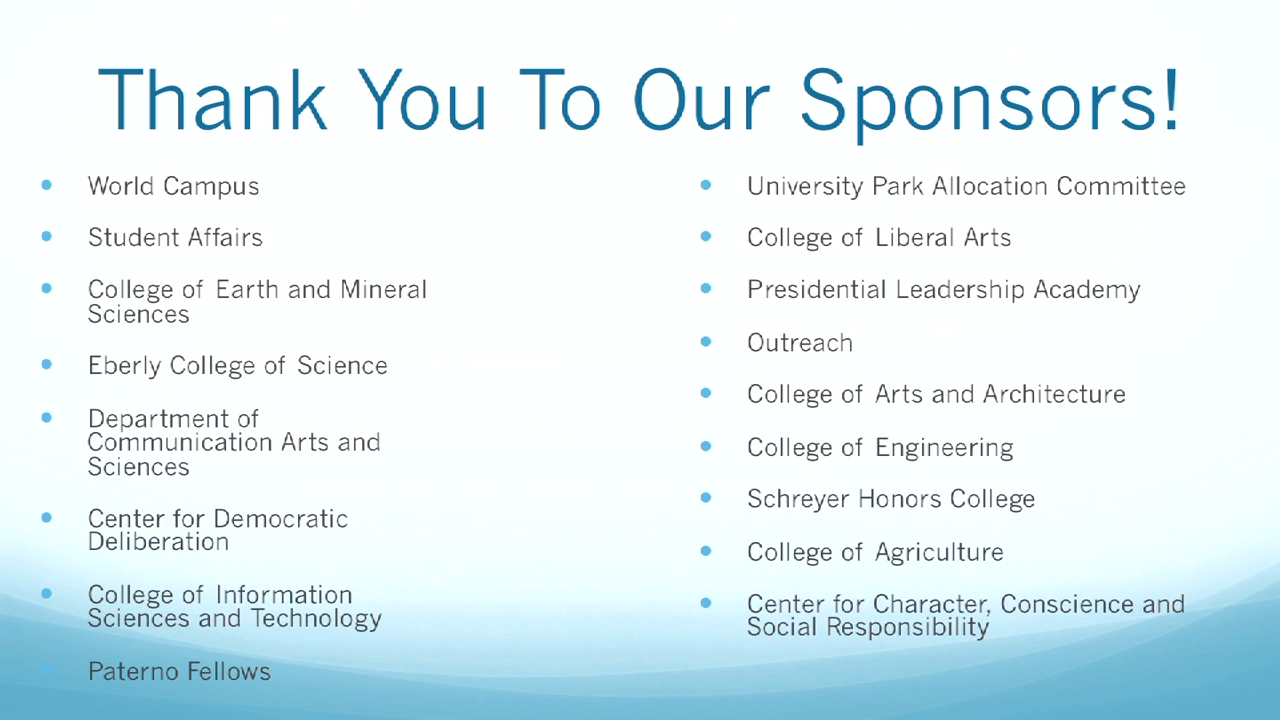 Thank You To Our Sponsors!
• World Campus
• Student Affairs
• College of Earth and Mineral
Sciences
• Eberly College of Science
• Department of
Communication Arts and
Sciences
• Center for Democratic
Deliberation
• College of Information
Sciences and Technology
• Paterno Fellows
• University Park Allocation Committee
• College of Liberal Arts
• Presidential Leadership Academy
• Outreach
• College of Arts and Architecture
• College of Engineering
• Schreyer Honors College
• College of Agriculture
• Center for Character, Conscience and
Social Responsibility